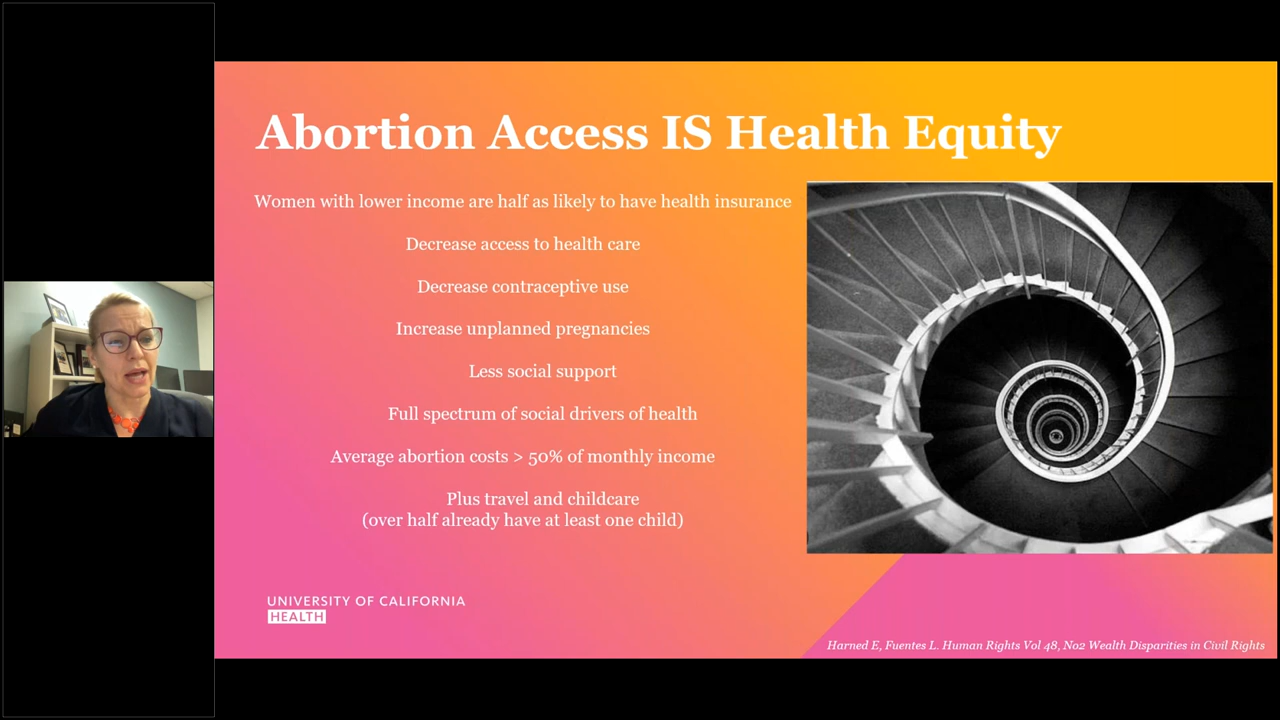 Abortion Access IS Health Equity
Women with lower income are half as likely to have health insurance
Decrease access to health care
Decrease contraceptive use
Increase unplanned pregnancies
Less social support
Full spectrum of social drivers of health
Average abortion costs > 50% of monthly income
Plus travel and childcare
(over half already have at least one child)
UNIVERSITY OF CALIFORNIA
HEALTH
Harned E, Fuentes L. Human Rights Vol 48, No2 Wealth Disparities in Civil Rights